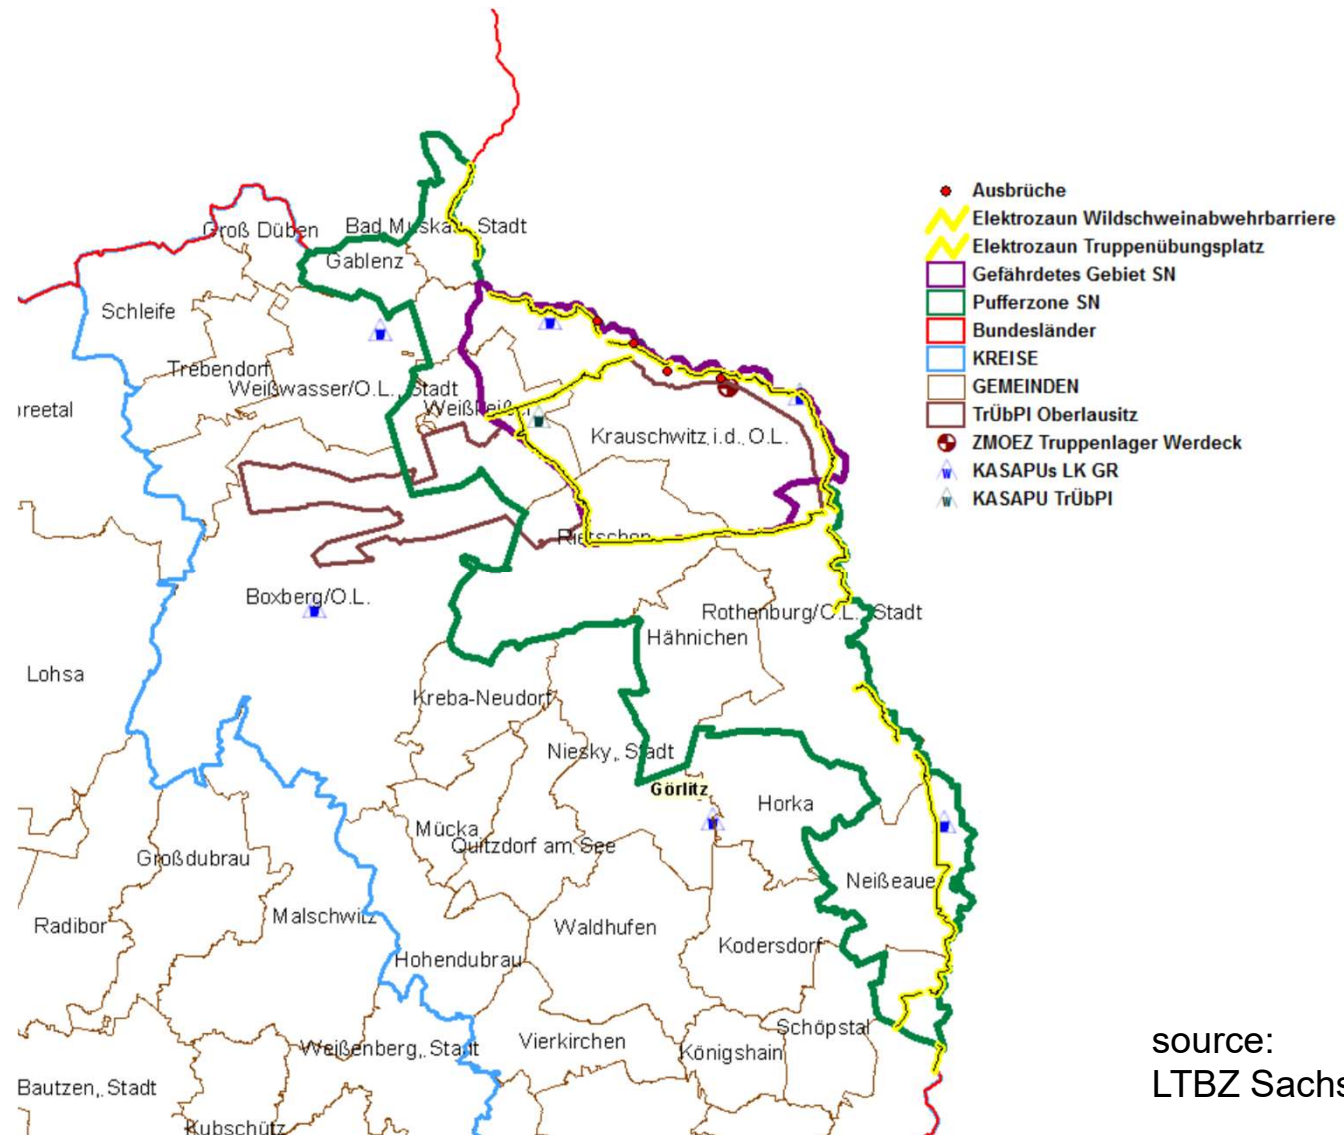 Groß Düben
Bad Muskau, Stadt
Gablenz
Schleife
Trebendorf
Weißwasser/O.L., Stadt
Weißkeißel
Krauschwitz i.d. O.L.
Rietschen
Boxberg/O.L.
Rothenburg/O.L., Stadt
Hähnichen
Lohsa
Kreba-Neudorf
Niesky, Stadt
Görlitz
Horka
Mücka
Quitzdorf am See
Großdubrau
Neißeaue
Malschwitz
Radibor
Waldhufen
Kodersdorf
Hohendubrau
Schöpstal
Weißenberg, Stadt
Vierkirchen
Königshain
Bautzen, Stadt
Kubschütz
Ausbrüche
Elektrozaun Wildschweinabwehrbarriere
Elektrozaun Truppenübungsplatz
Gefährdetes Gebiet SN
Pufferzone SN
Bundesländer
KREISE
GEMEINDEN
TrÜbPl Oberlausitz
ZMOEZ Truppenlager Werdeck
KASAPUs LK GR
KASAPU TrÜbPl
source:
LTBZ Sachs